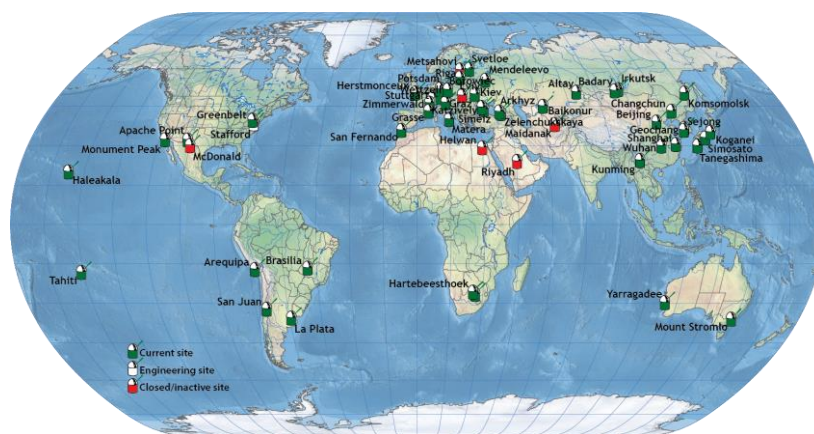 Metsahovi
Svetloe
Riga
Mendeleevo
Potsdam
Borowiec
Herstmonceux
Wettzell
Kiev
Stuttgart
Zimmerwald
Grasse
Simeiz
Matera
San Fernando
Helwan
Riyadh
Arkhyz
Zelenchukskaya
Baikonur
Maidanak
Altay
Badary
Irkutsk
Changchun
Beijing
Komsomolsk
Geochang
Sejong
Shanghai
Wuhan
Koganei
Simosato
Tanegashima
Kunming
Greenbelt
Stafford
Apache Point
Monument Peak
McDonald
Haleakala
Tahiti
Arequipa
Brasilia
San Juan
La Plata
Hartebeesthoek
Yarragadee
Mount Stromlo
Current site
Engineering site
Closed/inactive site